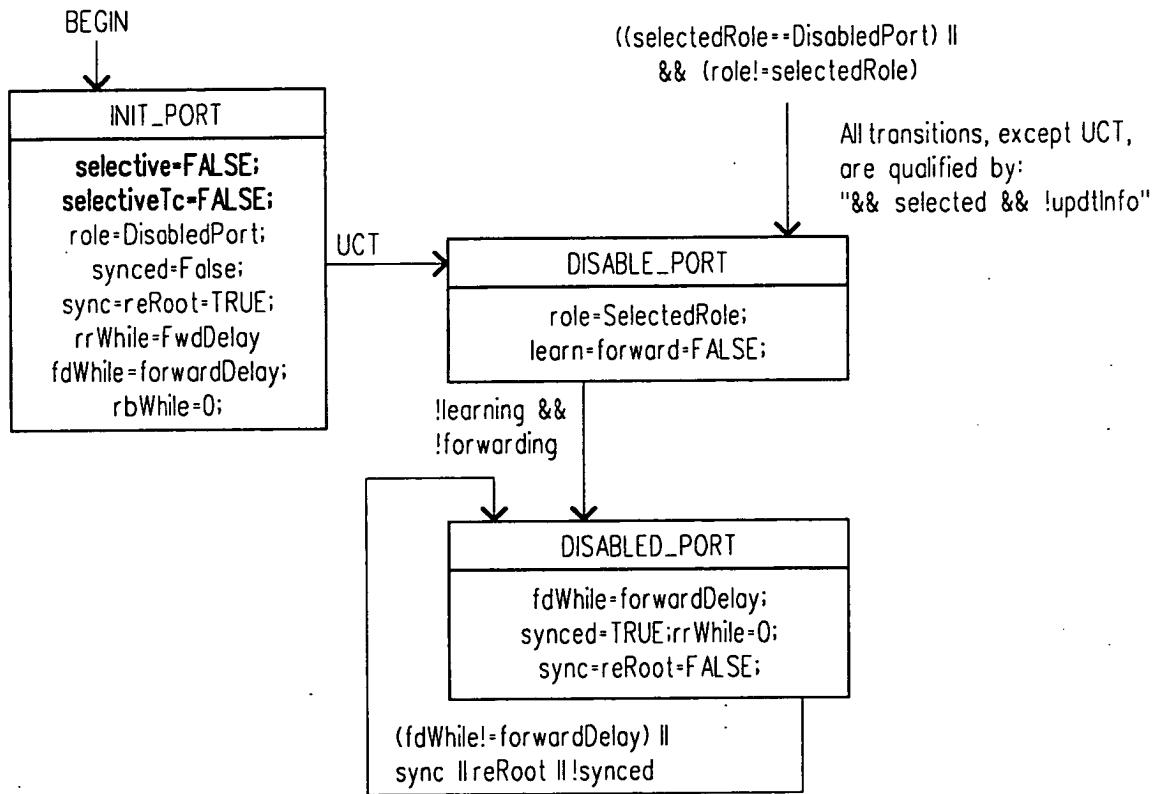 BEGIN
((selectedRole==DisabledPort) ||
&& (role!=selectedRole)
INIT_PORT
selective=FALSE;
selectiveTc=FALSE;
role=DisabledPort;
synced=False;
sync=reRoot=TRUE;
rrWhile=FwdDelay
fdWhile=forwardDelay;
rbWhile=0;
All transitions, except UCT,
are qualified by:
"&& selected && !updtInfo"
UCT
DISABLE_PORT
role=SelectedRole;
learn=forward=FALSE;
!learning &&
!forwarding
DISABLED_PORT
fdWhile=forwardDelay;
synced=TRUE;rrWhile=0;
sync=reRoot=FALSE;
(fdWhile!=forwardDelay) ||
sync ||reRoot || !synced